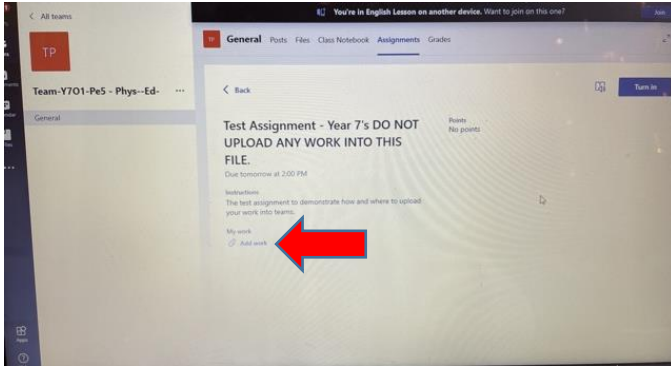 All teams
You're in English Lesson on another device. Want to join on this one?
Join
TP
General Posts Files Class Notebook Assignments Grades
TP
Team-Y7O1-Pe5 - Phys--Ed- ...
General
Back
Turn in
Test Assignment - Year 7's DO NOT
UPLOAD ANY WORK INTO THIS
FILE.
Due tomorrow at 2:00 PM
Points
No points
Instructions
The test assignment to demonstrate how and where to upload
your work into teams.
My work
Add work
Apps